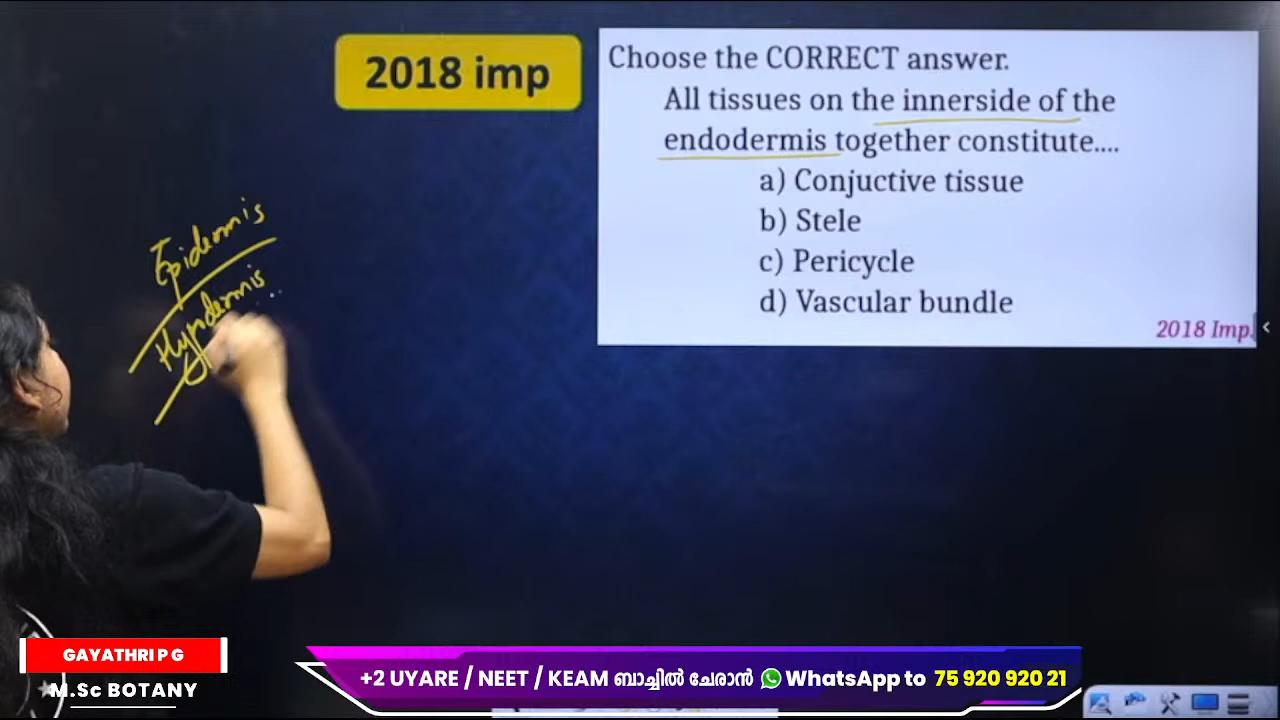 2018 imp
Choose the CORRECT answer.
All tissues on the innerside of the
endodermis together constitute....
a) Conjuctive tissue
b) Stele
c) Pericycle
d) Vascular bundle
2018 Imp.
Epidermis
Hypodermis
GAYATHRI P G
M.Sc BOTANY
+2 UYARE / NEET / KEAM ബാച്ചിൽ ചേരാൻ WhatsApp to 75 920 920 21